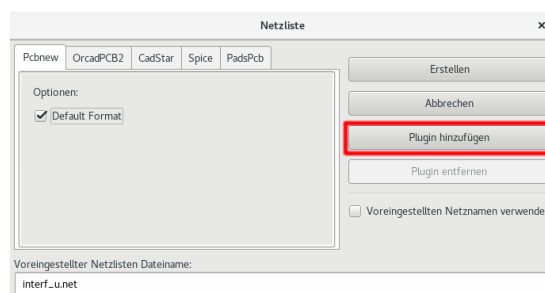 Netzliste
Pcbnew OrcadPCB2 CadStar Spice PadsPcb
Optionen:
Default Format
Erstellen
Abbrechen
Plugin hinzufügen
Plugin entfernen
Voreingestellten Netznamen verwende
Voreingestellter Netzlisten Dateiname:
interf_u.net